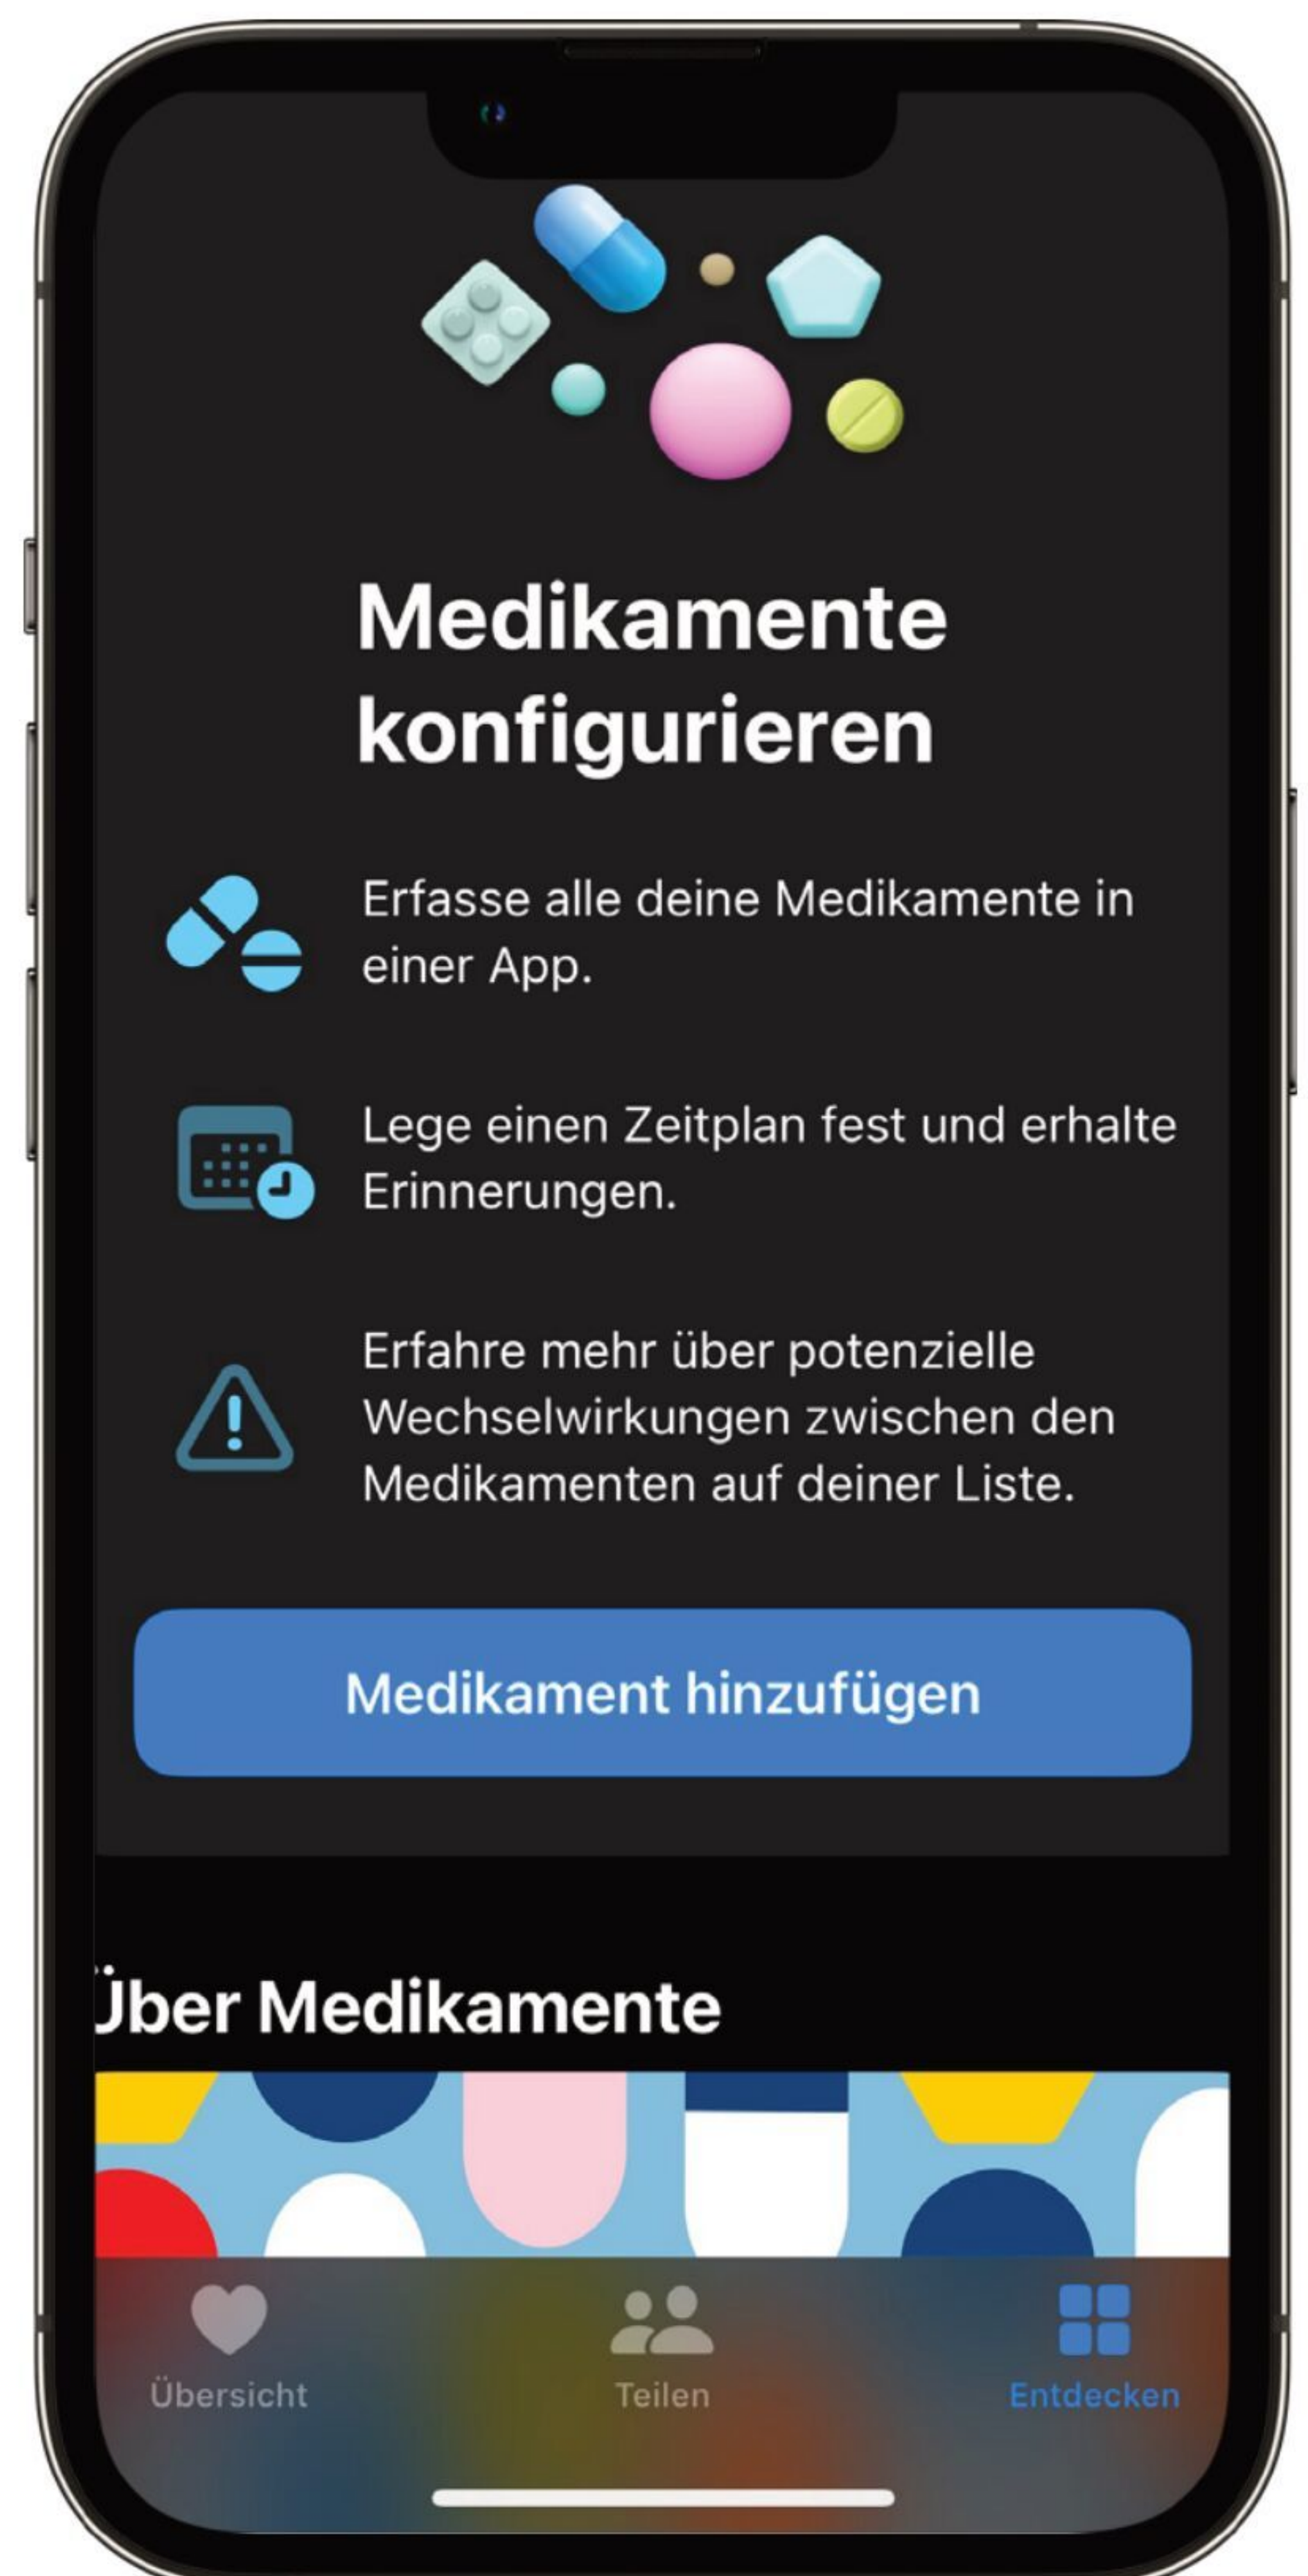 Medikamente
konfigurieren
Erfasse alle deine Medikamente in
einer App.
Lege einen Zeitplan fest und erhalte
Erinnerungen.
Erfahre mehr über potenzielle
Wechselwirkungen zwischen den
Medikamenten auf deiner Liste.
Medikament hinzufügen
Über Medikamente
Übersicht
Teilen
Entdecken